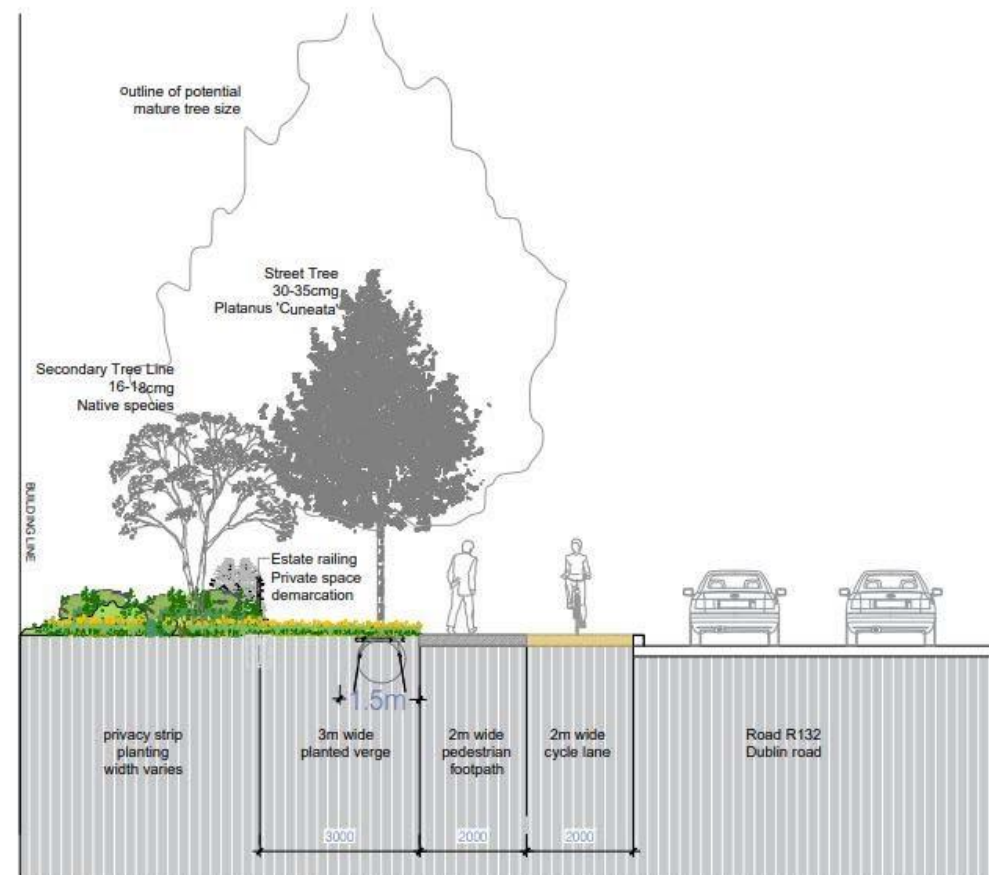 outline of potential
mature tree size
Street Tree
30-35cmg
Platanus 'Cuneata'
Secondary Tree Line
16-18cmg
Native species
BUILDING LINE
Estate railing
Private space
demarcation
1.5m
privacy strip
planting
width varies
3m wide
planted verge
2m wide
pedestrian
footpath
2m wide
cycle lane
Road R132
Dublin road
3000
2000
2000